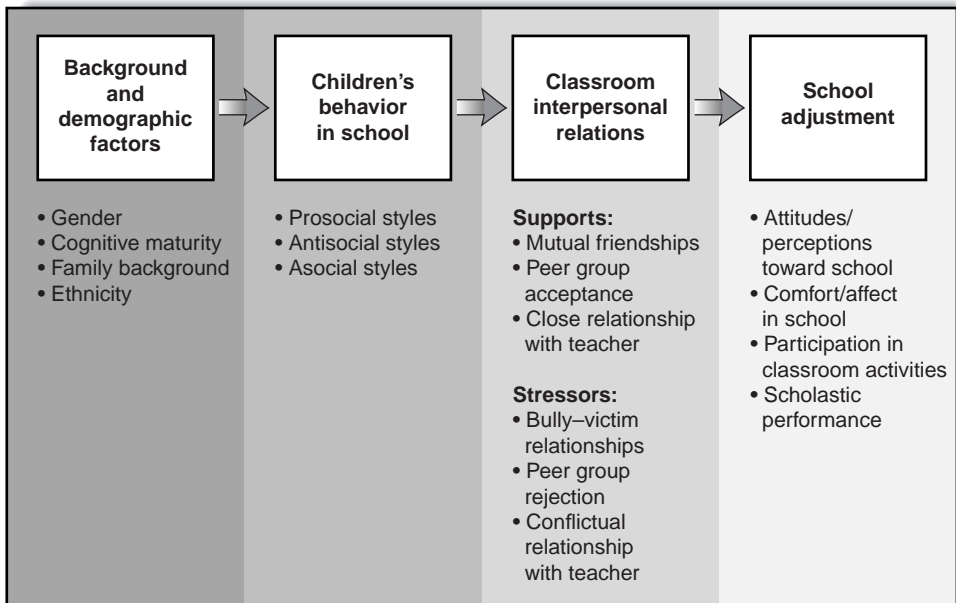 Background
and
demographic
factors
Children's
behavior
in school
Classroom
interpersonal
relations
School
adjustment
• Gender
• Cognitive maturity
• Family background
• Ethnicity
• Prosocial styles
• Antisocial styles
• Asocial styles
Supports:
• Mutual friendships
• Peer group
acceptance
• Close relationship
with teacher
Stressors:
• Bully–victim
relationships
• Peer group
rejection
• Conflictual
relationship
with teacher
• Attitudes/
perceptions
toward school
• Comfort/affect
in school
• Participation in
classroom activities
• Scholastic
performance